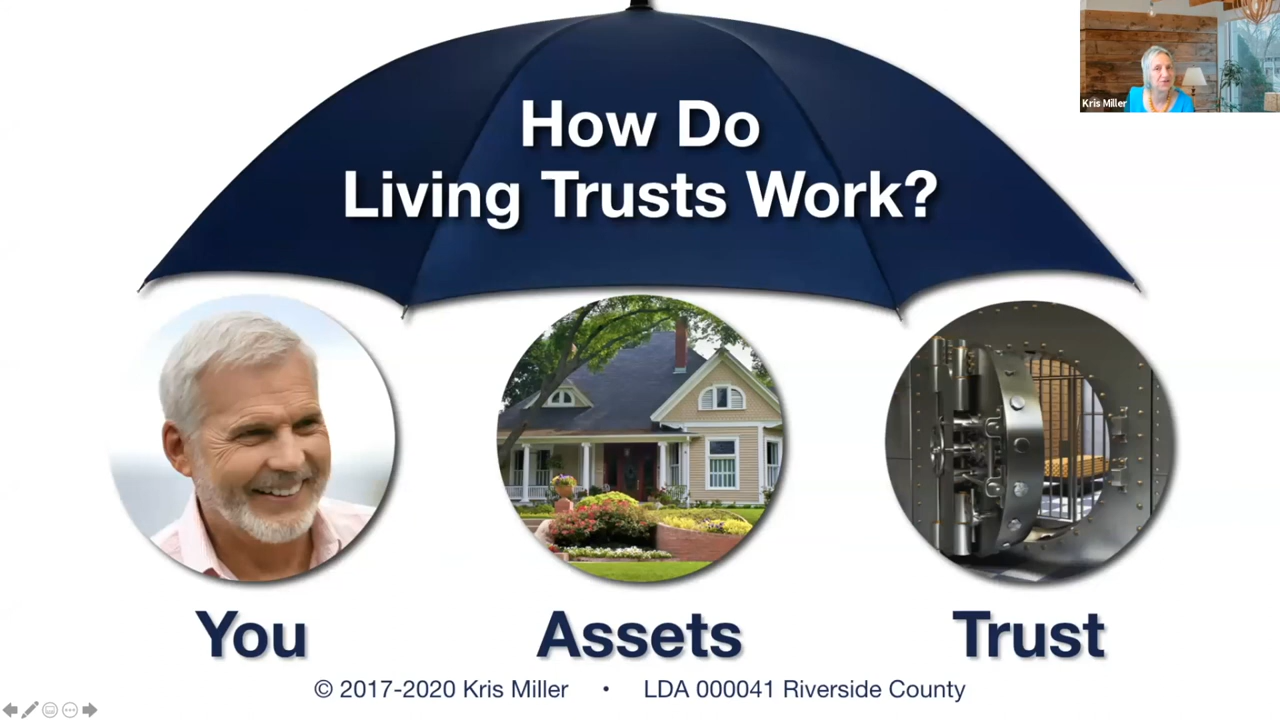 Kris Miller
How Do
Living Trusts Work?
You
Assets
Trust
© 2017-2020 Kris Miller • LDA 000041 Riverside County